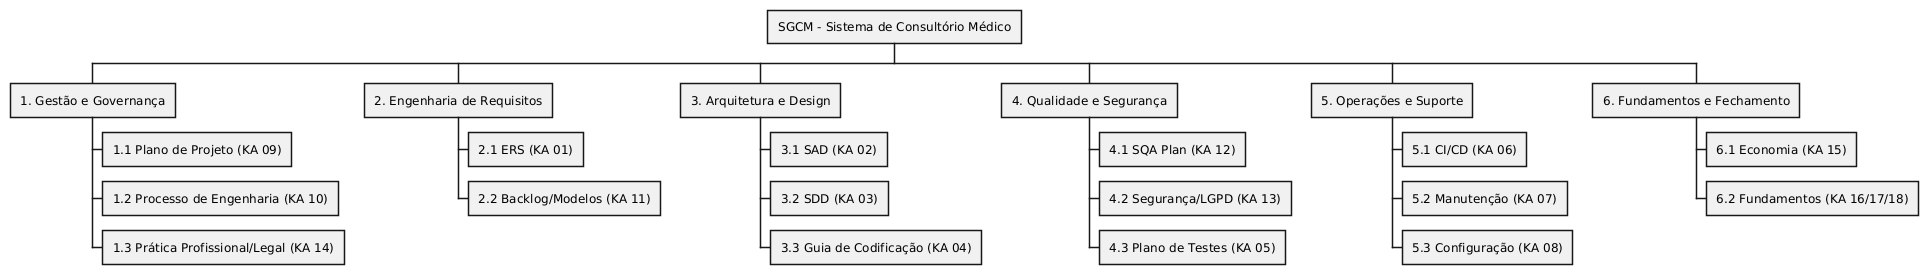 SGCM - Sistema de Consultório Médico
1. Gestão e Governança
1.1 Plano de Projeto (KA 09)
1.2 Processo de Engenharia (KA 10)
1.3 Prática Profissional/Legal (KA 14)
2. Engenharia de Requisitos
2.1 ERS (KA 01)
2.2 Backlog/Modelos (KA 11)
3. Arquitetura e Design
3.1 SAD (KA 02)
3.2 SDD (KA 03)
3.3 Guia de Codificação (KA 04)
4. Qualidade e Segurança
4.1 SQA Plan (KA 12)
4.2 Segurança/LGPD (KA 13)
4.3 Plano de Testes (KA 05)
5. Operações e Suporte
5.1 CI/CD (KA 06)
5.2 Manutenção (KA 07)
5.3 Configuração (KA 08)
6. Fundamentos e Fechamento
6.1 Economia (KA 15)
6.2 Fundamentos (KA 16/17/18)